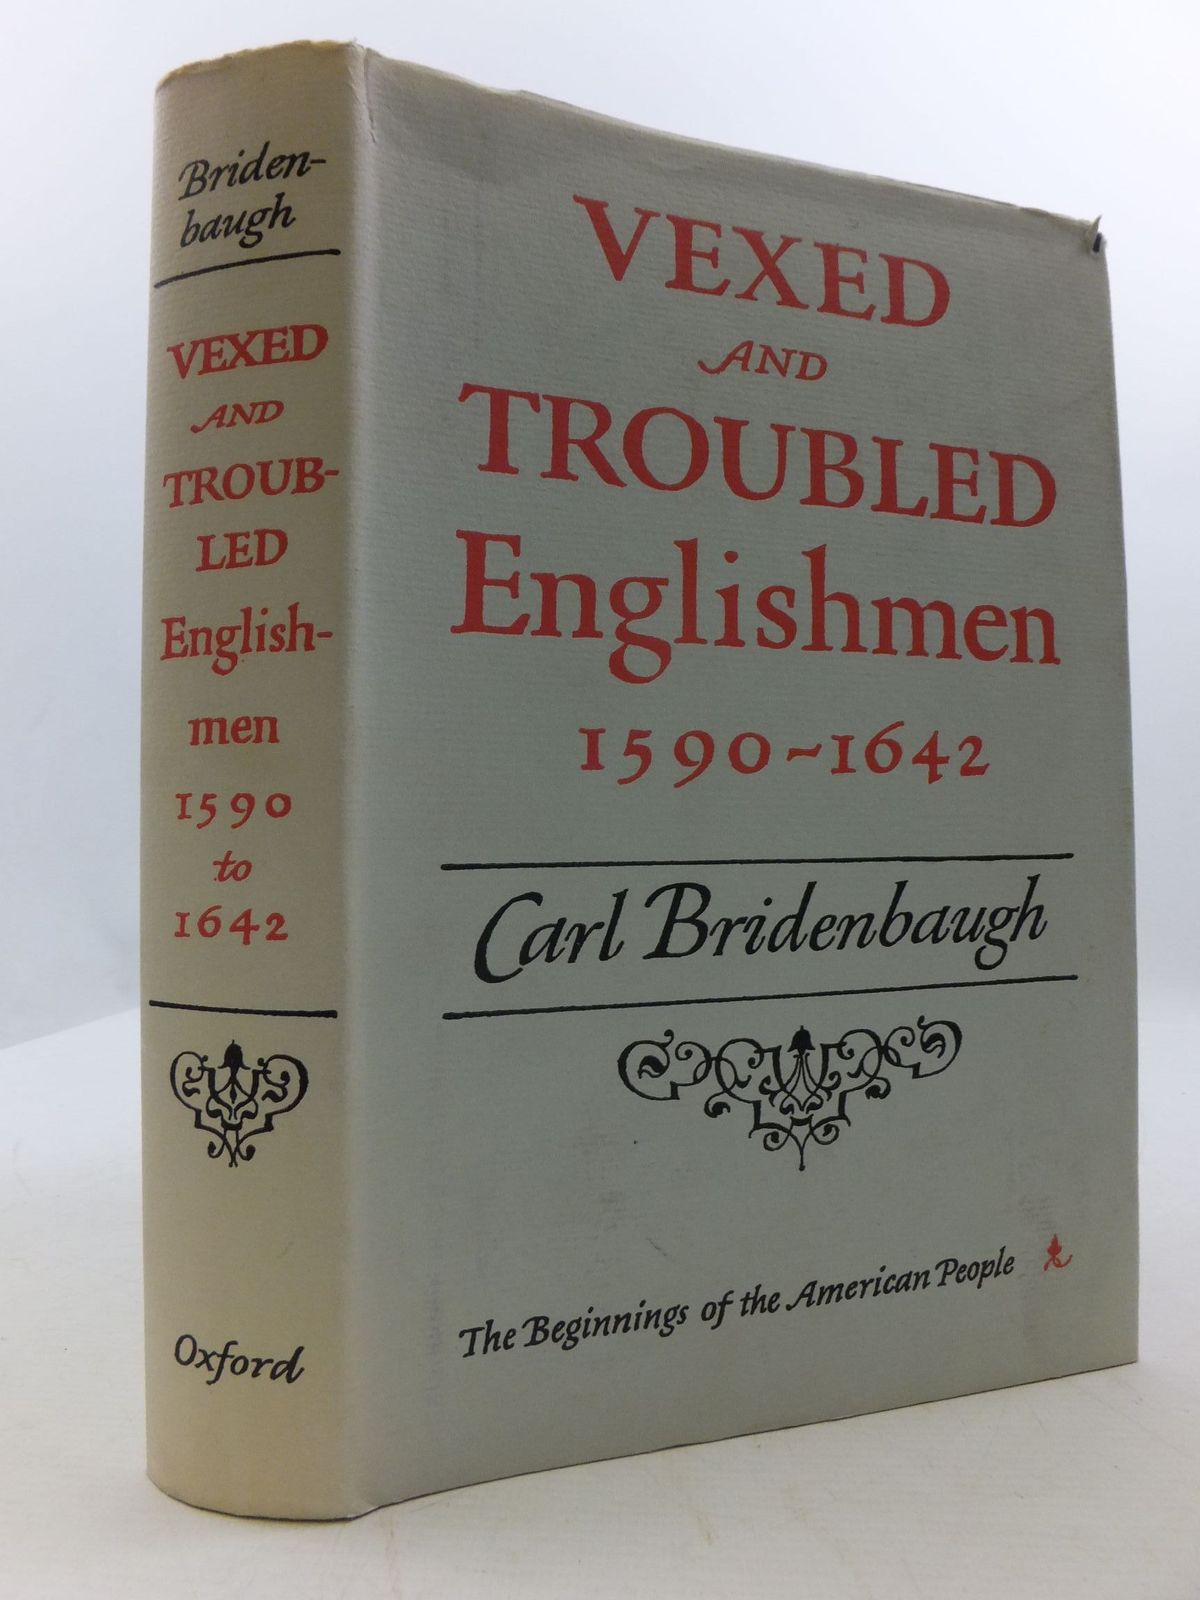 Briden-
baugh
VEXED
AND
TROUB-
LED
English-
men
1590
to
1642
Oxford
VEXED
AND
TROUBLED
Englishmen
1590-1642
Carl Bridenbaugh
The Beginnings of the American People